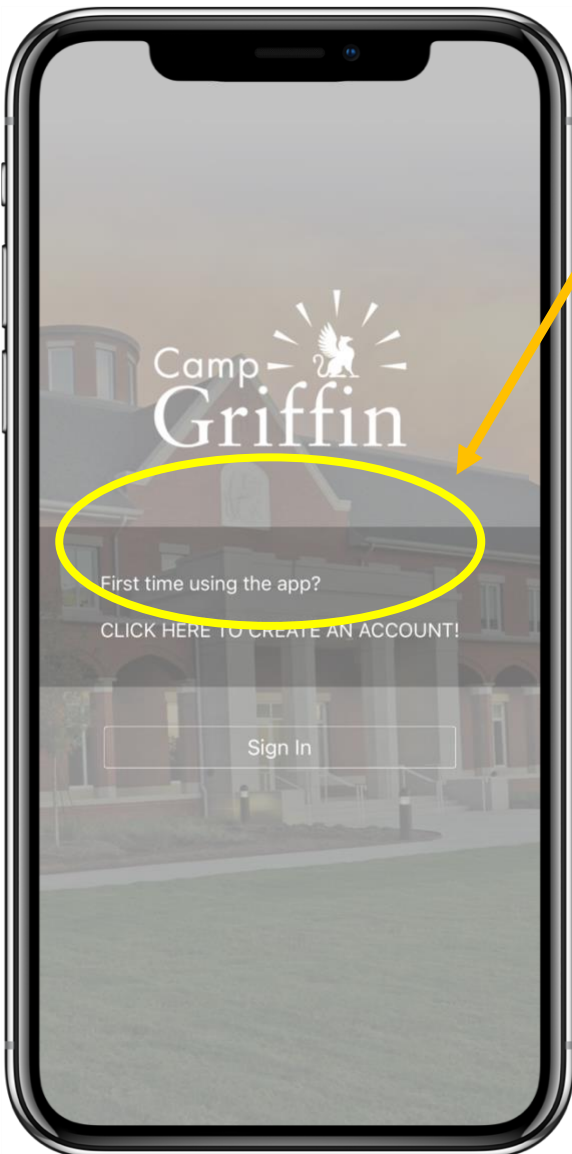 Camp
Griffin
First time using the app?
CLICK HERE TO CREATE AN ACCOUNT!
Sign In